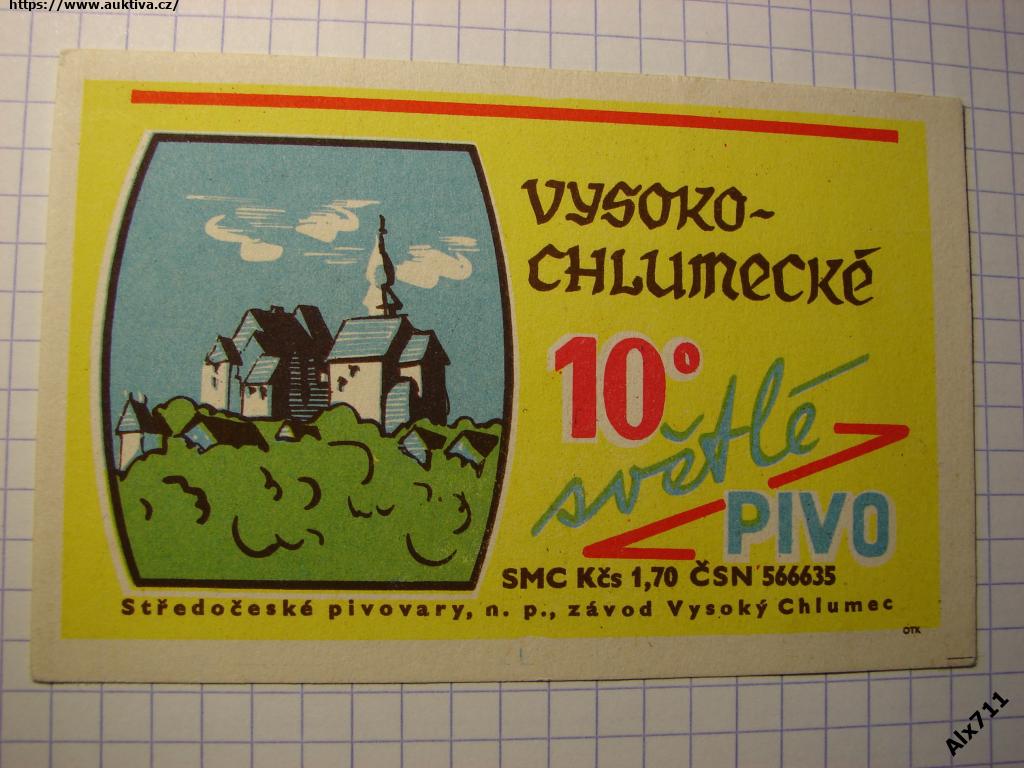 https://www.auktiva.cz/
VYSOKO-
CHLUMECKÉ
10°
světlé
PIVO
SMC Kčs 1,70 ČSN 566635
Středočeské pivovary, n. p., závod Vysoký Chlumec
OTK
Alx711